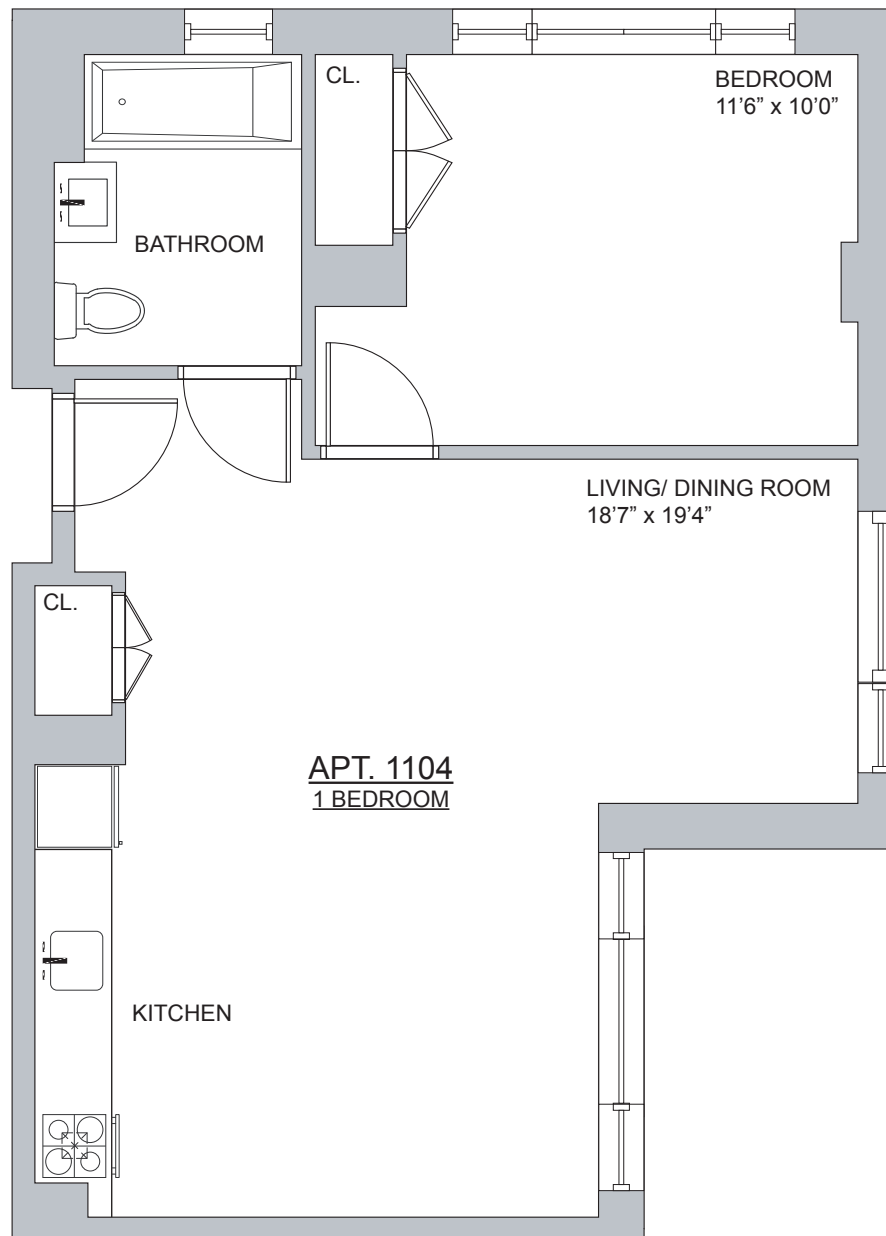 CL.
BEDROOM
11’6” x 10’0”
BATHROOM
LIVING/ DINING ROOM
18’7” x 19’4”
CL.
APT. 1104
1 BEDROOM
KITCHEN